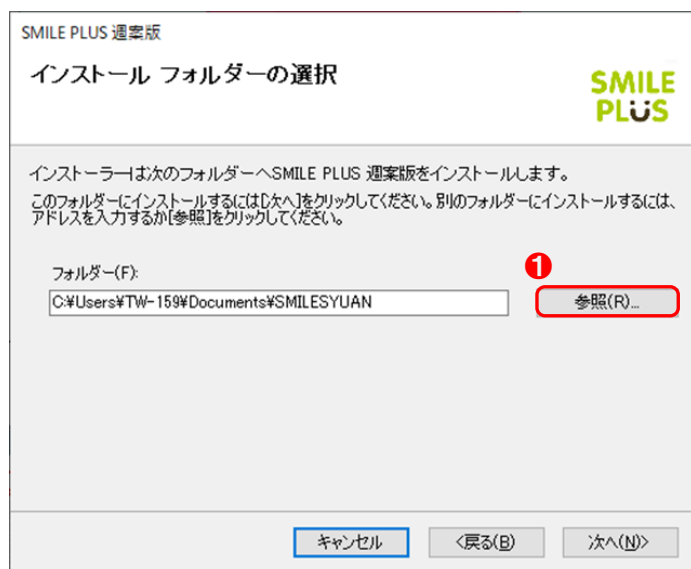 SMILE PLUS 週案版
インストール フォルダーの選択
SMILE
PLUS
インストーラーは次のフォルダーへSMILE PLUS 週案版をインストールします。
このフォルダーにインストールするには[次へ]をクリックしてください。別のフォルダーにインストールするには、
アドレスを入力するか[参照]をクリックしてください。
フォルダー(F):
❶
C:¥Users¥TW-159¥Documents¥SMILESYUAN
参照(R)...
キャンセル
<戻る(B)
次へ(N)>